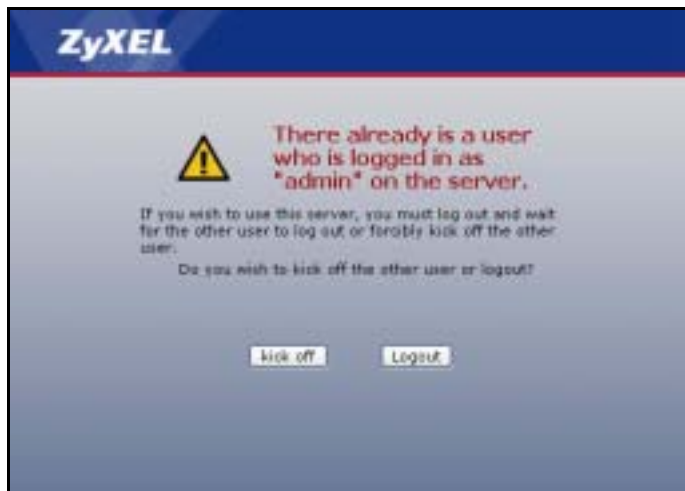 ZyXEL
There already is a user
who is logged in as
"admin" on the server.
If you wish to use this server, you must log out and wait
for the other user to log out or forcibly kick off the other
user.
Do you wish to kick off the other user or logout?
kick off Logout